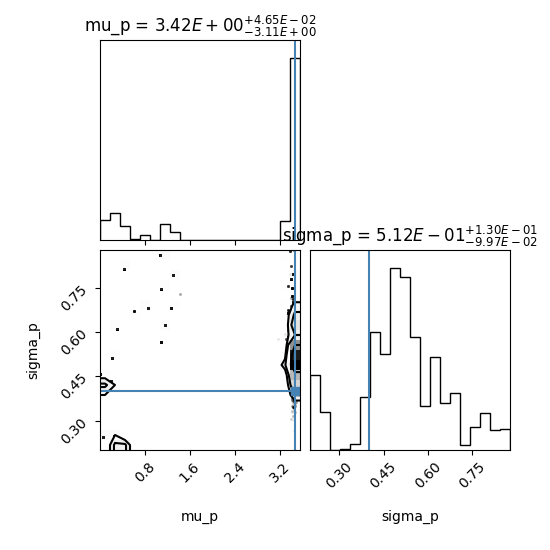 mu_p = 3.42E + 00+4.65E − 02 −3.11E + 00
sigma_p = 5.12E − 01+1.30E − 01 −9.97E − 02
sigma_p
0.75
0.60
0.45
0.30
0.8 1.6 2.4 3.2
0.30 0.45 0.60 0.75
mu_p
sigma_p